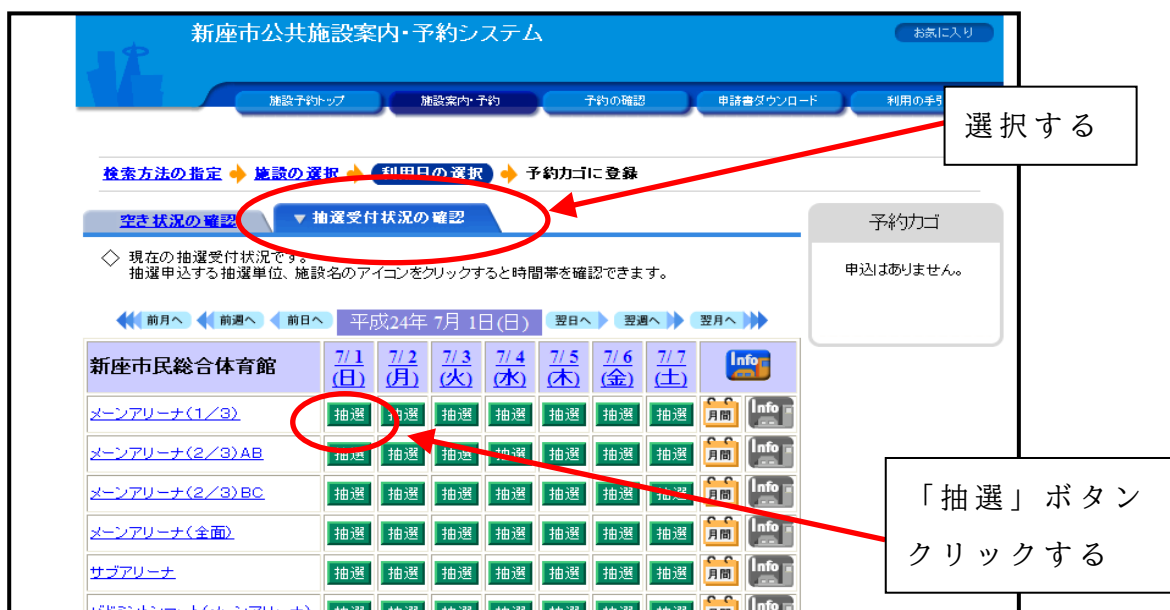 新座市公共施設案内・予約システム
お気に入り
施設予約トップ 施設案内・予約 予約の確認 申請書ダウンロード 利用の手引
選択する
検索方法の指定 施設の選択 利用日の選択 予約カゴに登録
空き状況の確認 ▼抽選受付状況の確認
予約カゴ
◇ 現在の抽選受付状況です。
抽選申込する抽選単位、施設名のアイコンをクリックすると時間帯を確認できます。
申込はありません。
前月へ 前週へ 前日へ 平成24年 7月 1日(日) 翌日へ 翌週へ 翌月へ
新座市民総合体育館 7/1(日) 7/2(月) 7/3(火) 7/4(水) 7/5(木) 7/6(金) 7/7(土) Info
メーンアリーナ(1/3) 抽選 抽選 抽選 抽選 抽選 抽選 抽選 月間 Info
メーンアリーナ(2/3)AB 抽選 抽選 抽選 抽選 抽選 抽選 抽選 月間 Info
メーンアリーナ(2/3)BC 抽選 抽選 抽選 抽選 抽選 抽選 抽選 月間 Info
メーンアリーナ(全面) 抽選 抽選 抽選 抽選 抽選 抽選 抽選 月間 Info
サブアリーナ 抽選 抽選 抽選 抽選 抽選 抽選 抽選 月間 Info
「抽選」ボタン
クリックする